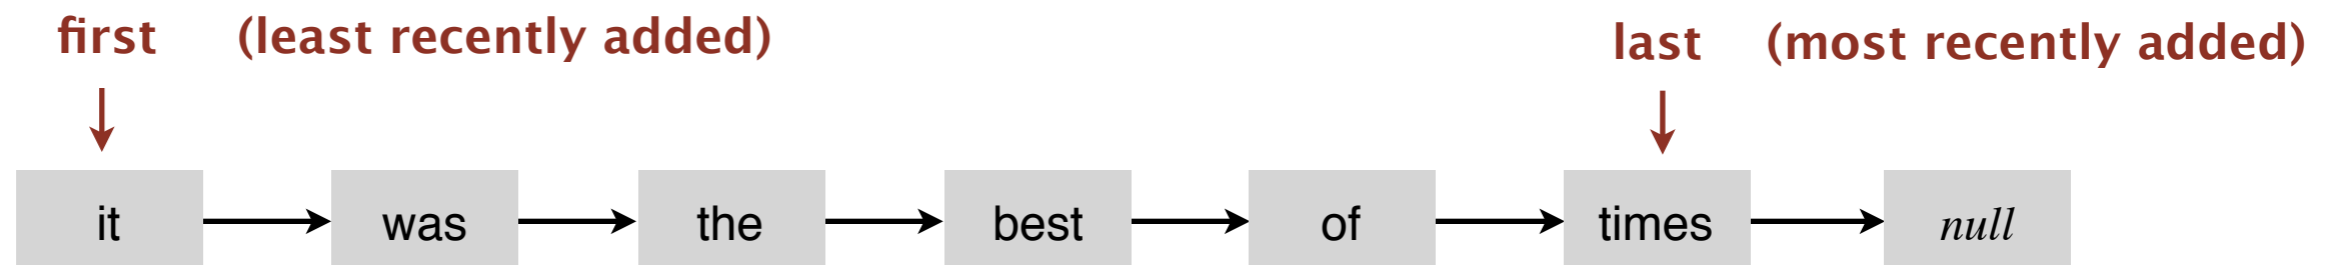 first (least recently added) last (most recently added)
it was the best of times null